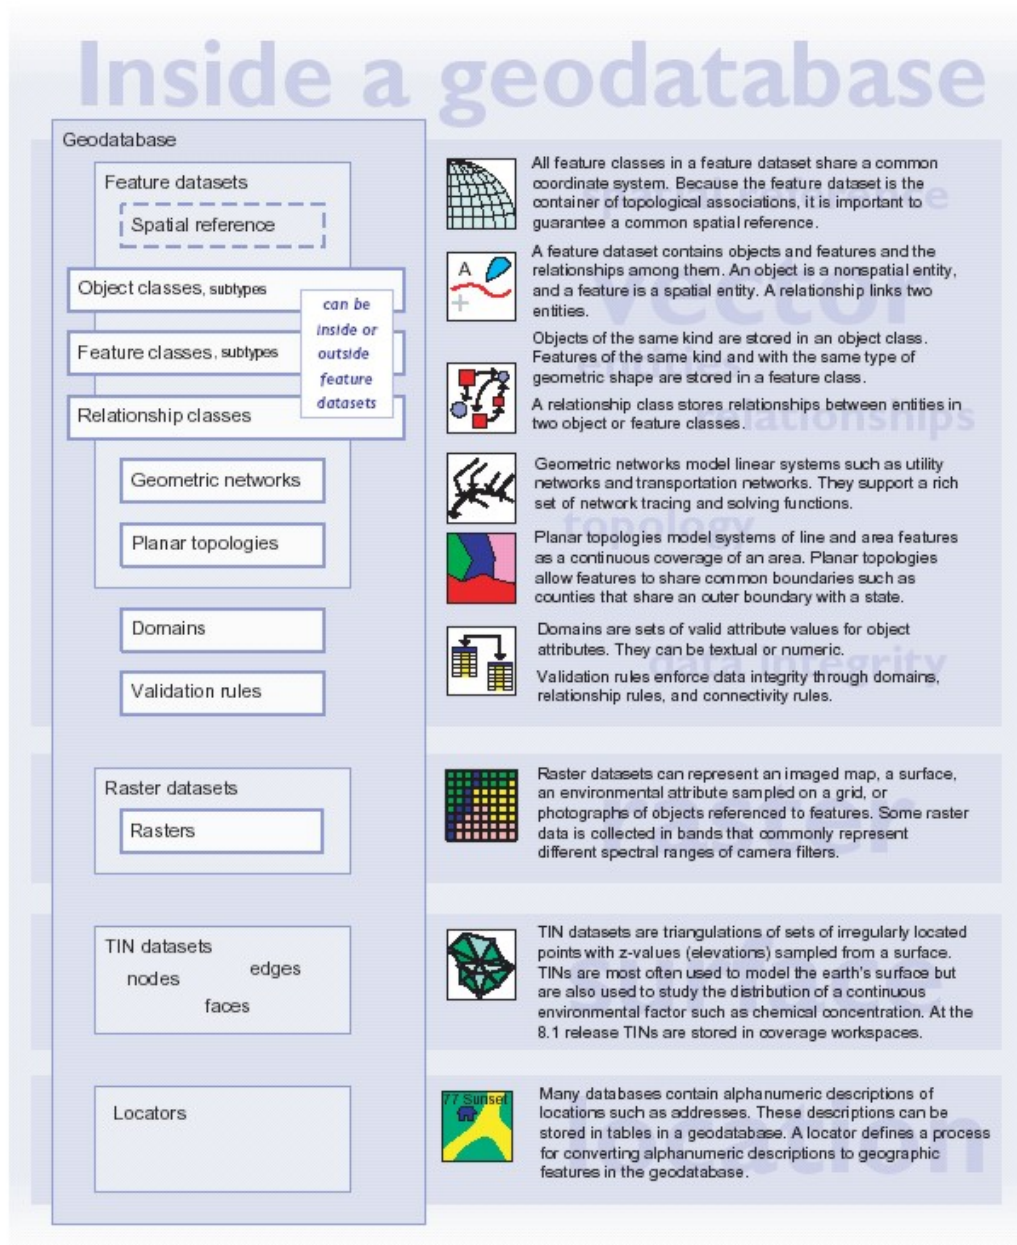 Inside a geodatabase
Geodatabase
Feature datasets
Spatial reference
Object classes, subtypes
Feature classes, subtypes
Relationship classes
can be
inside or
outside
feature
datasets
Geometric networks
Planar topologies
Domains
Validation rules
Raster datasets
Rasters
TIN datasets
nodes
edges
faces
Locators
spatial reference
All feature classes in a feature dataset share a common
coordinate system. Because the feature dataset is the
container of topological associations, it is important to
guarantee a common spatial reference.
vector
A
A feature dataset contains objects and features and the
relationships among them. An object is a nonspatial entity,
and a feature is a spatial entity. A relationship links two
entities.
entities
Objects of the same kind are stored in an object class.
Features of the same kind and with the same type of
geometric shape are stored in a feature class.
relationships
A relationship class stores relationships between entities in
two object or feature classes.
Geometric networks model linear systems such as utility
networks and transportation networks. They support a rich
set of network tracing and solving functions.
topology
Planar topologies model systems of line and area features
as a continuous coverage of an area. Planar topologies
allow features to share common boundaries such as
counties that share an outer boundary with a state.
data integrity
Domains are sets of valid attribute values for object
attributes. They can be textual or numeric.
Validation rules enforce data integrity through domains,
relationship rules, and connectivity rules.
raster
Raster datasets can represent an imaged map, a surface,
an environmental attribute sampled on a grid, or
photographs of objects referenced to features. Some raster
data is collected in bands that commonly represent
different spectral ranges of camera filters.
surface
TIN datasets are triangulations of sets of irregularly located
points with z-values (elevations) sampled from a surface.
TINs are most often used to model the earth's surface but
are also used to study the distribution of a continuous
environmental factor such as chemical concentration. At the
8.1 release TINs are stored in coverage workspaces.
location
77 Sunset
Many databases contain alphanumeric descriptions of
locations such as addresses. These descriptions can be
stored in tables in a geodatabase. A locator defines a process
for converting alphanumeric descriptions to geographic
features in the geodatabase.